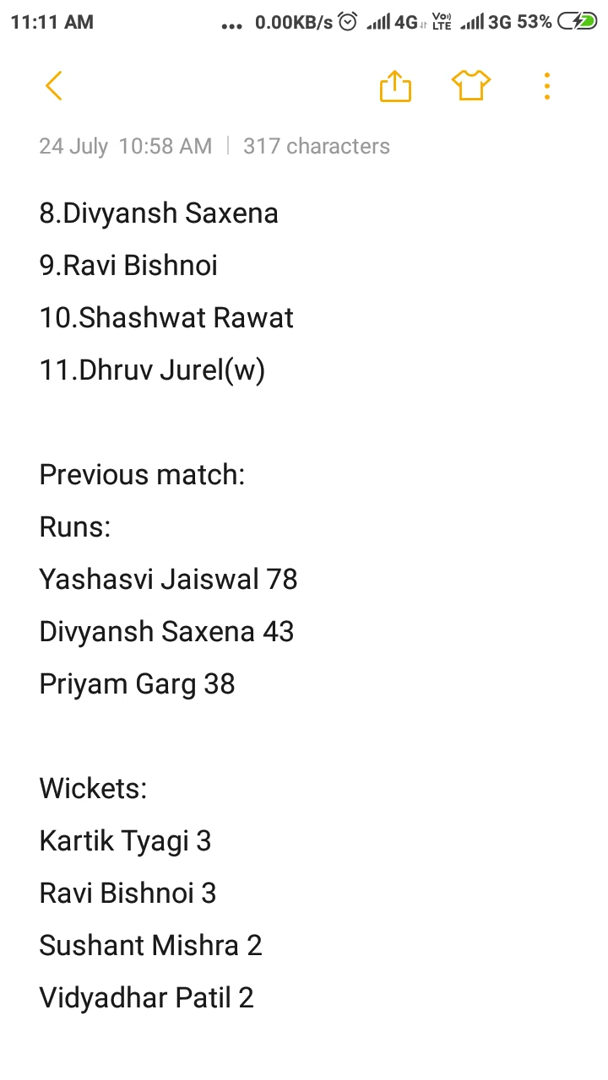 11:11 AM ... 0.00KB/s 4G Vo)) LTE 3G 53%
24 July 10:58 AM | 317 characters
8.Divyansh Saxena
9.Ravi Bishnoi
10.Shashwat Rawat
11.Dhruv Jurel(w)
Previous match:
Runs:
Yashasvi Jaiswal 78
Divyansh Saxena 43
Priyam Garg 38
Wickets:
Kartik Tyagi 3
Ravi Bishnoi 3
Sushant Mishra 2
Vidyadhar Patil 2